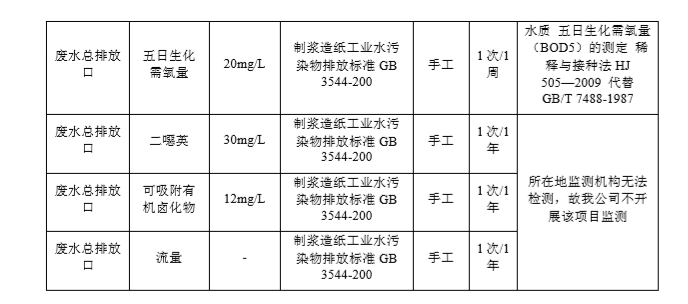 废水总排放
口
五日生化
需氧量
20mg/L
制浆造纸工业水污
染物排放标准 GB
3544-200
手工
1 次/1
周
水质 五日生化需氧量
（BOD5）的测定 稀
释与接种法 HJ
505—2009 代替
GB/T 7488-1987
废水总排放
口
二噁英
30mg/L
制浆造纸工业水污
染物排放标准 GB
3544-200
手工
1 次/1
年
所在地监测机构无法
检测，故我公司不开
展该项目监测
废水总排放
口
可吸附有
机卤化物
12mg/L
制浆造纸工业水污
染物排放标准 GB
3544-200
手工
1 次/1
年
废水总排放
口
流量
-
制浆造纸工业水污
染物排放标准 GB
3544-200
手工
1 次/1
年